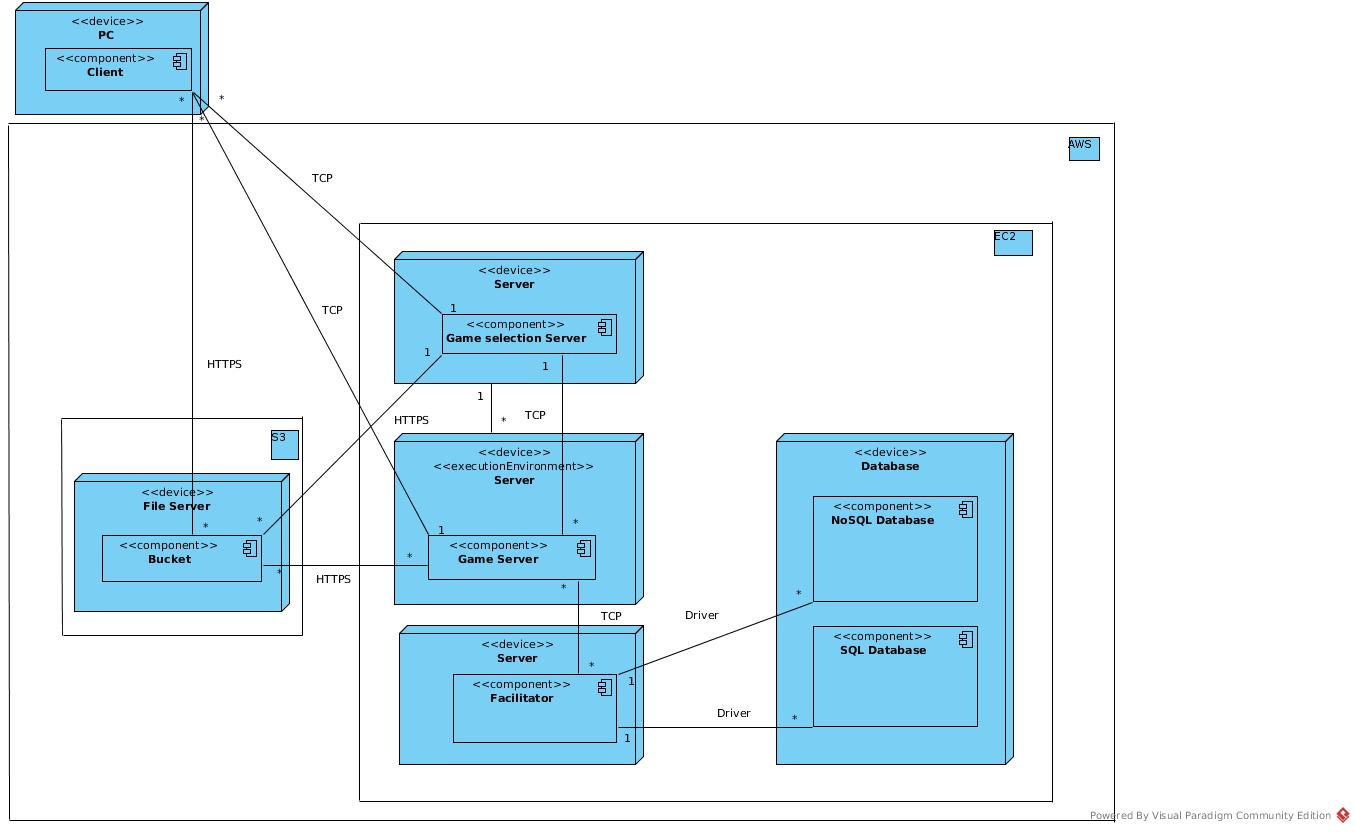 <<device>>
PC
<<component>>
Client
*
*
*
AWS
TCP
EC2
<<device>>
Server
1
<<component>>
Game selection Server
TCP
1
1
HTTPS
1
*
TCP
HTTPS
S3
<<device>>
<<executionEnvironment>>
Server
<<device>>
Database
<<device>>
File Server
*
*
<<component>>
Bucket
*
HTTPS
*
1
*
<<component>>
Game Server
*
<<component>>
NoSQL Database
*
TCP
Driver
<<device>>
Server
*
1
<<component>>
Facilitator
<<component>>
SQL Database
Driver
*
1
Powered By Visual Paradigm Community Edition